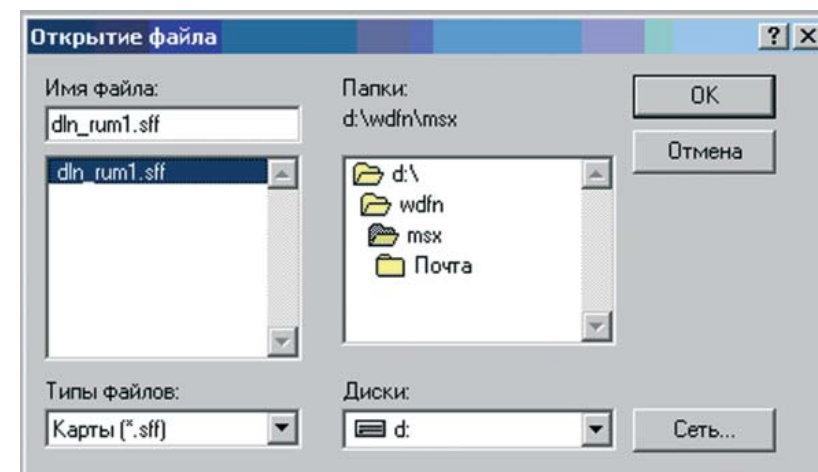 Открытие файла
Имя файла:
dln_rum1.sff
dln_rum1.sff
Типы файлов:
Карты (*.sff)
Папки:
d:\wdfn\msx
d:\
wdfn
msx
Почта
Диски:
d:
OK
Отмена
Сеть...